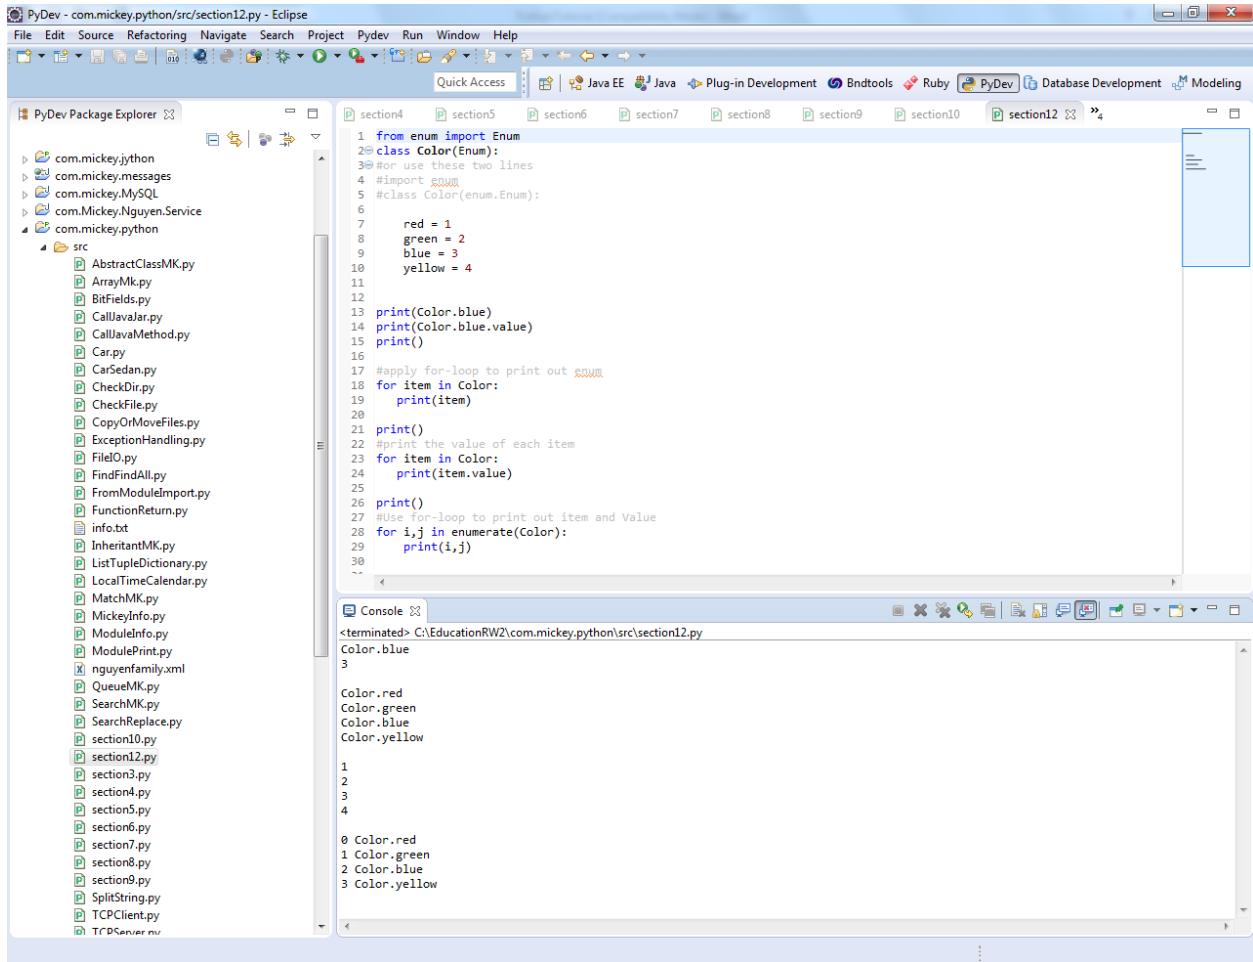 PyDev - com.mickey.python/src/section12.py - Eclipse
File Edit Source Refactoring Navigate Search Project Pydev Run Window Help
Quick Access Java EE Java Plug-in Development Bndtools Ruby PyDev Database Development Modeling
PyDev Package Explorer
com.mickey.jython
com.mickey.messages
com.mickey.MySQL
com.Mickey.Nguyen.Service
com.mickey.python
src
AbstractClassMK.py
ArrayMk.py
BitFields.py
CallJavaJar.py
CallJavaMethod.py
Car.py
CarSedan.py
CheckDir.py
CheckFile.py
CopyOrMoveFiles.py
ExceptionHandling.py
FileIO.py
FindFindAll.py
FromModuleImport.py
FunctionReturn.py
info.txt
InheritantMK.py
ListTupleDictionary.py
LocalTimeCalendar.py
MatchMK.py
MickeyInfo.py
ModuleInfo.py
ModulePrint.py
nguyenfamily.xml
QueueMK.py
SearchMK.py
SearchReplace.py
section10.py
section12.py
section3.py
section4.py
section5.py
section6.py
section7.py
section8.py
section9.py
SplitString.py
TCPClient.py
TCPServer.py
section4 section5 section6 section7 section8 section9 section10 section12 4
1 from enum import Enum
2 class Color(Enum):
3 #or use these two lines
4 #import enum
5 #class Color(enum.Enum):
6
7 red = 1
8 green = 2
9 blue = 3
10 yellow = 4
11
12
13 print(Color.blue)
14 print(Color.blue.value)
15 print()
16
17 #apply for-loop to print out enum
18 for item in Color:
19 print(item)
20
21 print()
22 #print the value of each item
23 for item in Color:
24 print(item.value)
25
26 print()
27 #Use for-loop to print out item and Value
28 for i,j in enumerate(Color):
29 print(i,j)
30
Console
<terminated> C:\EducationRW2\com.mickey.python\src\section12.py
Color.blue
3
Color.red
Color.green
Color.blue
Color.yellow
1
2
3
4
0 Color.red
1 Color.green
2 Color.blue
3 Color.yellow